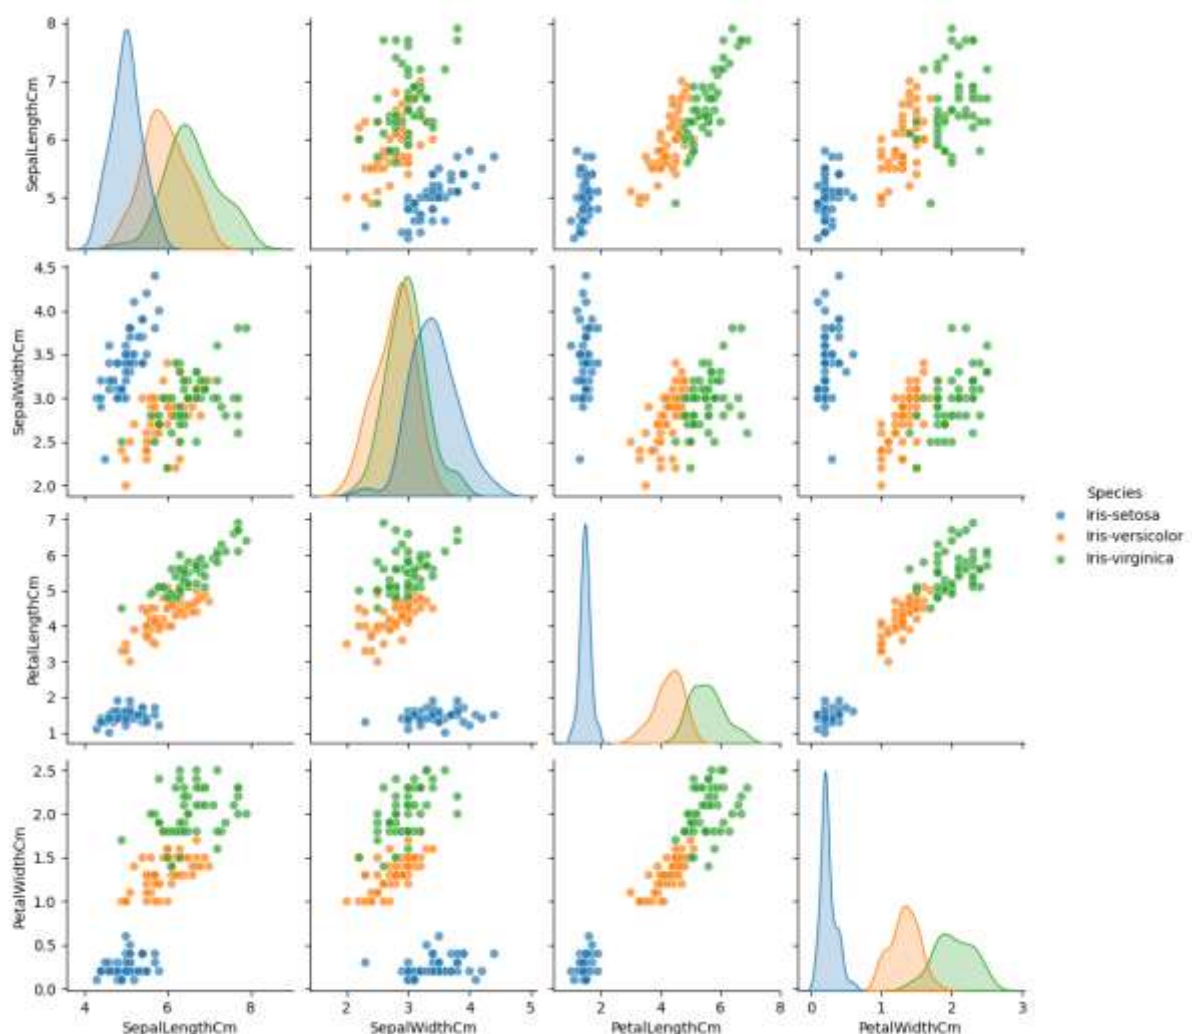 8
7
6
5
SepalLengthCm
4.5
4.0
3.5
3.0
2.5
2.0
SepalWidthCm
Species
Iris-setosa
Iris-versicolor
Iris-virginica
7
6
5
4
3
2
1
PetalLengthCm
2.5
2.0
1.5
1.0
0.5
0.0
PetalWidthCm
4 6 8 2 3 4 5 2 4 6 8 0 1 2 3
SepalLengthCm SepalWidthCm PetalLengthCm PetalWidthCm